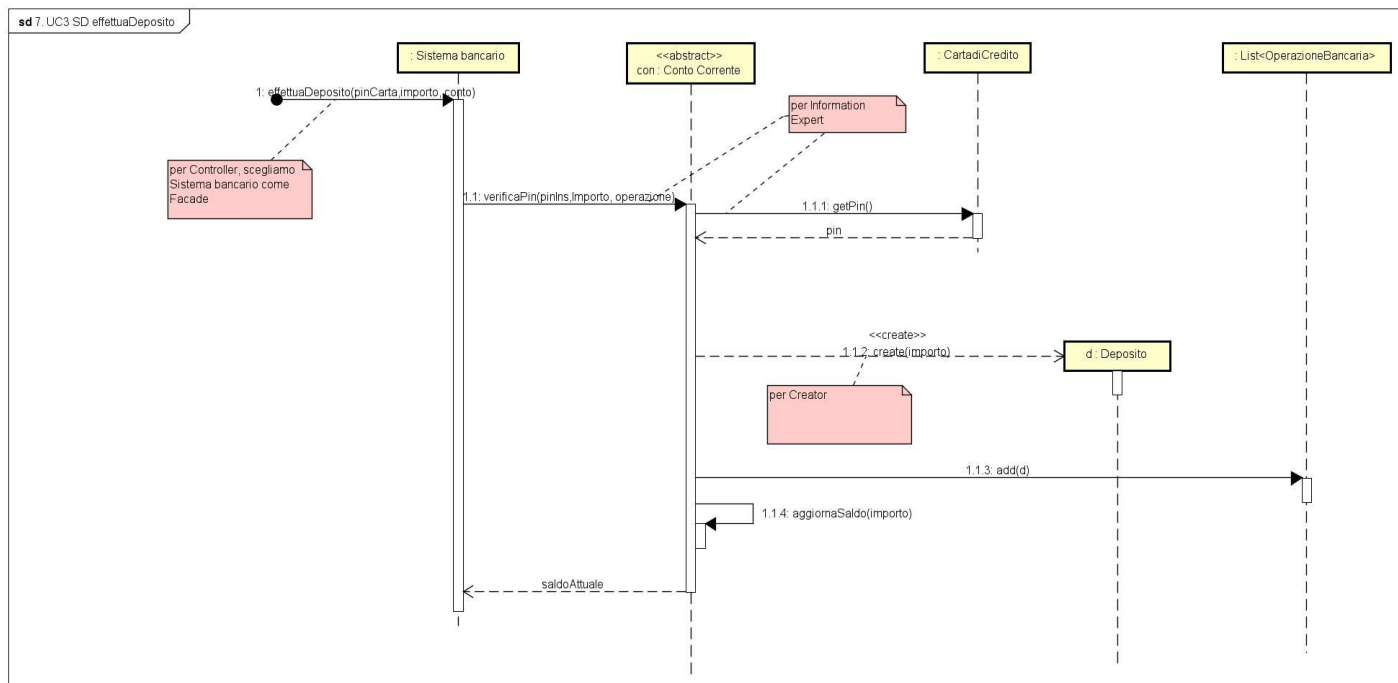 sd 7. UC3 SD effettuaDeposito
: Sistema bancario
<<abstract>>
con : Conto Corrente
: CartadiCredito
: List<OperazioneBancaria>
1: effettuaDeposito(pinCarta,importo, conto)
per Information
Expert
per Controller, scegliamo
Sistema bancario come
Facade
1.1: verificaPin(pinIns,Importo, operazione)
1.1.1: getPin()
pin
<<create>>
1.1.2: create(importo)
d : Deposito
per Creator
1.1.3: add(d)
1.1.4: aggiornaSaldo(importo)
saldoAttuale